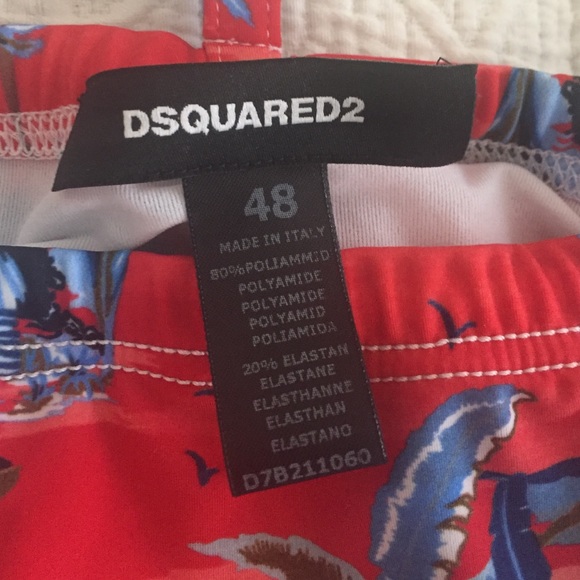 DSQUARED2
48
MADE IN ITALY
80%POLIAMMID
POLYAMIDE
POLYAMIDE
POLYAMID
POLIAMIDA
20% ELASTAN
ELASTANE
ELASTHANNE
ELASTHAN
ELASTANO
D7B211060